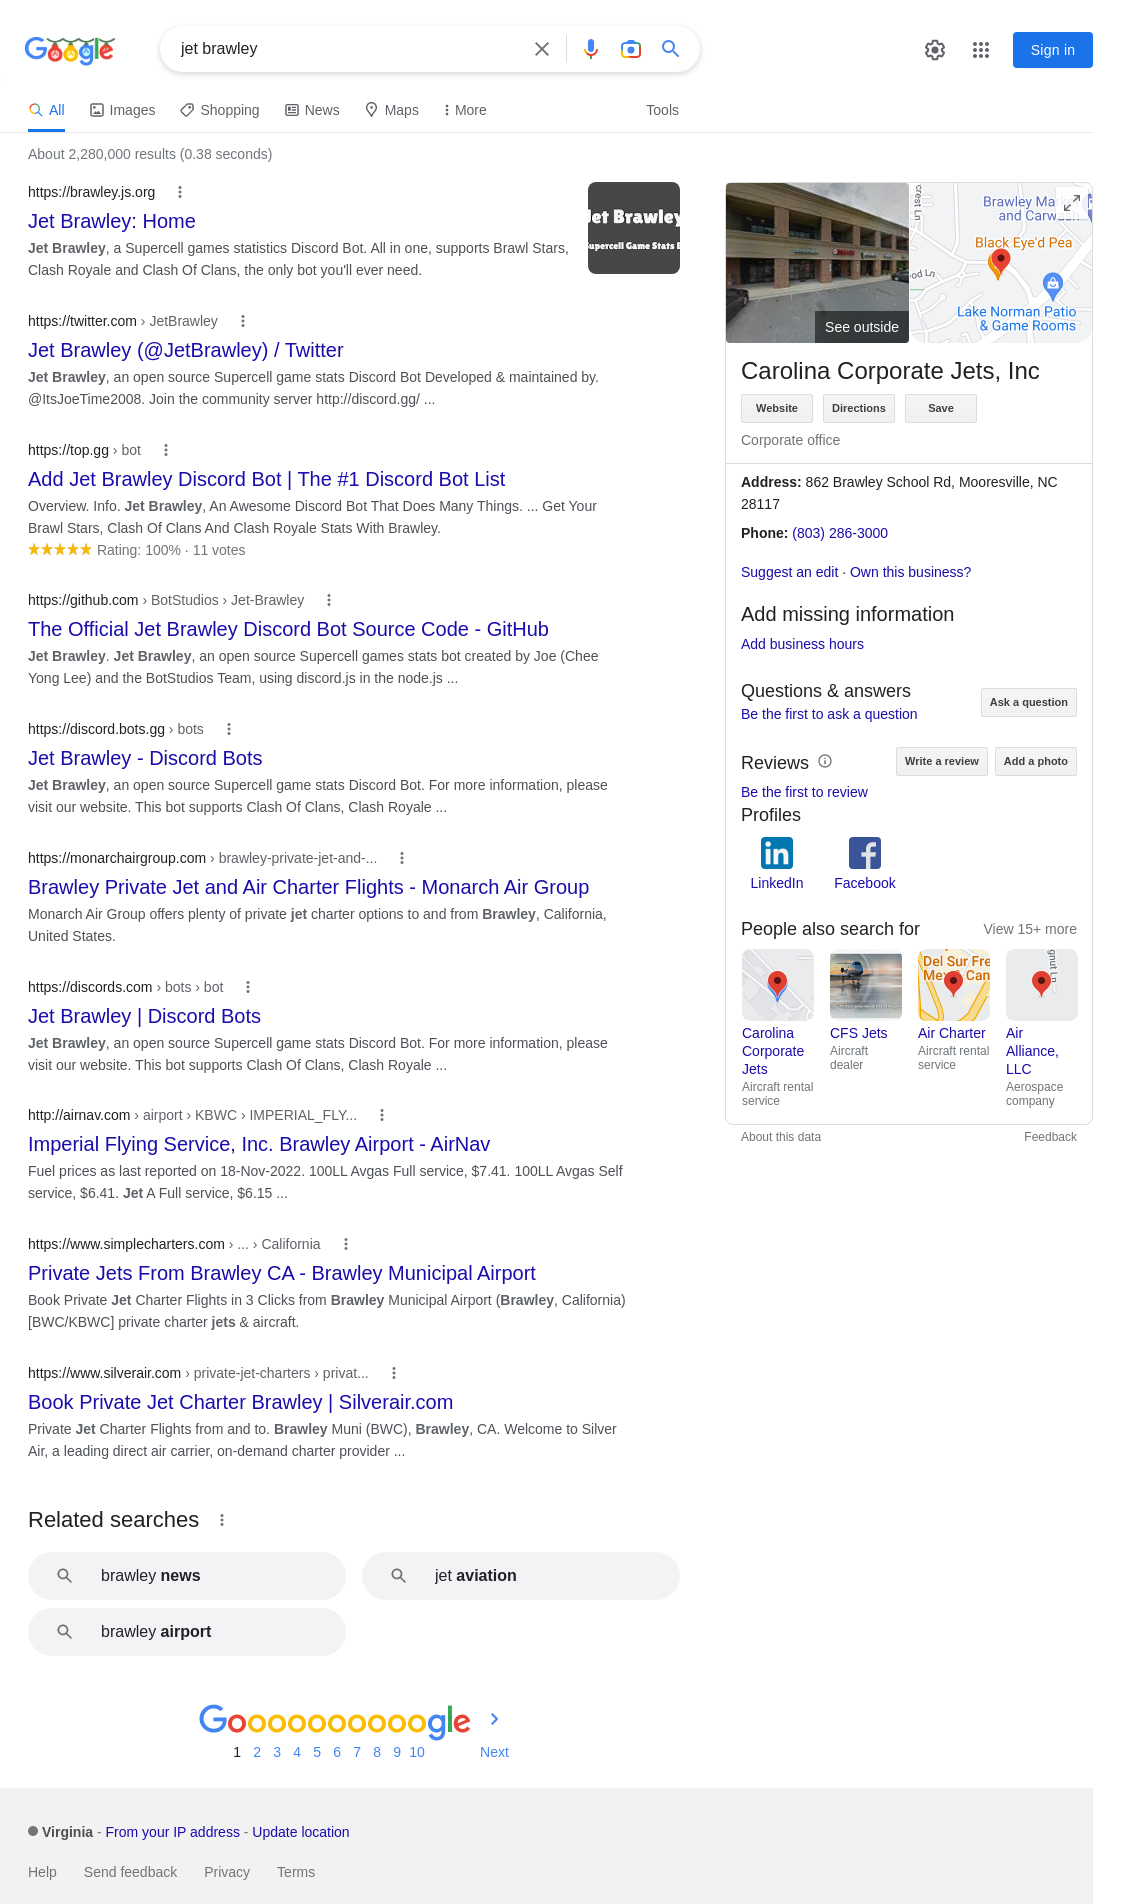 Google
jet brawley
Sign in
All
Images
Shopping
News
Maps
More
Tools
About 2,280,000 results (0.38 seconds)
https://brawley.js.org
Jet Brawley: Home
Jet Brawley, a Supercell games statistics Discord Bot. All in one, supports Brawl Stars,
Clash Royale and Clash Of Clans, the only bot you'll ever need.
Jet Brawley
Supercell Game Stats
https://twitter.com › JetBrawley
Jet Brawley (@JetBrawley) / Twitter
Jet Brawley, an open source Supercell game stats Discord Bot Developed & maintained by.
@ItsJoeTime2008. Join the community server http://discord.gg/ ...
https://top.gg › bot
Add Jet Brawley Discord Bot | The #1 Discord Bot List
Overview. Info. Jet Brawley, An Awesome Discord Bot That Does Many Things. ... Get Your
Brawl Stars, Clash Of Clans And Clash Royale Stats With Brawley.
Rating: 100% · 11 votes
https://github.com › BotStudios › Jet-Brawley
The Official Jet Brawley Discord Bot Source Code - GitHub
Jet Brawley. Jet Brawley, an open source Supercell games stats bot created by Joe (Chee
Yong Lee) and the BotStudios Team, using discord.js in the node.js ...
https://discord.bots.gg › bots
Jet Brawley - Discord Bots
Jet Brawley, an open source Supercell game stats Discord Bot. For more information, please
visit our website. This bot supports Clash Of Clans, Clash Royale ...
https://monarchairgroup.com › brawley-private-jet-and-...
Brawley Private Jet and Air Charter Flights - Monarch Air Group
Monarch Air Group offers plenty of private jet charter options to and from Brawley, California,
United States.
https://discords.com › bots › bot
Jet Brawley | Discord Bots
Jet Brawley, an open source Supercell game stats Discord Bot. For more information, please
visit our website. This bot supports Clash Of Clans, Clash Royale ...
http://airnav.com › airport › KBWC › IMPERIAL_FLY...
Imperial Flying Service, Inc. Brawley Airport - AirNav
Fuel prices as last reported on 18-Nov-2022. 100LL Avgas Full service, $7.41. 100LL Avgas Self
service, $6.41. Jet A Full service, $6.15 ...
https://www.simplecharters.com › ... › California
Private Jets From Brawley CA - Brawley Municipal Airport
Book Private Jet Charter Flights in 3 Clicks from Brawley Municipal Airport (Brawley, California)
[BWC/KBWC] private charter jets & aircraft.
https://www.silverair.com › private-jet-charters › privat...
Book Private Jet Charter Brawley | Silverair.com
Private Jet Charter Flights from and to. Brawley Muni (BWC), Brawley, CA. Welcome to Silver
Air, a leading direct air carrier, on-demand charter provider ...
Related searches
brawley news
jet aviation
brawley airport
Goooooooooogle
1 2 3 4 5 6 7 8 9 10
Next
See outside
crest Ln
Brawley
and
Black Eye'd Pea
od Ln
Lake Norman Patio
& Game Rooms
Carolina Corporate Jets, Inc
Website
Directions
Save
Corporate office
Address: 862 Brawley School Rd, Mooresville, NC
28117
Phone: (803) 286-3000
Suggest an edit · Own this business?
Add missing information
Add business hours
Questions & answers
Be the first to ask a question
Ask a question
Reviews
Write a review
Add a photo
Be the first to review
Profiles
LinkedIn
Facebook
People also search for
View 15+ more
Del Sur Fre
Mex & Can
gnut Ln
Carolina
Corporate
Jets
Aircraft rental
service
CFS Jets
Aircraft
dealer
Air Charter
Aircraft rental
service
Air
Alliance,
LLC
Aerospace
company
About this data
Feedback
Virginia - From your IP address - Update location
Help
Send feedback
Privacy
Terms